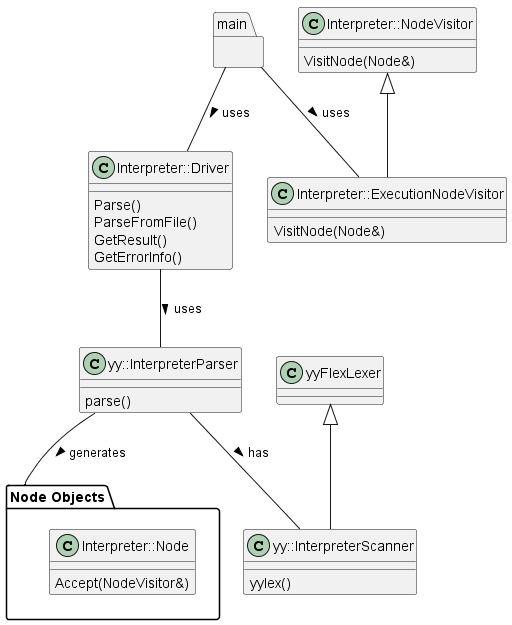 main
C Interpreter::NodeVisitor
VisitNode(Node&)
uses
uses
C Interpreter::Driver
Parse()
ParseFromFile()
GetResult()
GetErrorInfo()
C Interpreter::ExecutionNodeVisitor
VisitNode(Node&)
uses
C yy::InterpreterParser
parse()
C yyFlexLexer
generates
has
Node Objects
C Interpreter::Node
Accept(NodeVisitor&)
C yy::InterpreterScanner
yylex()